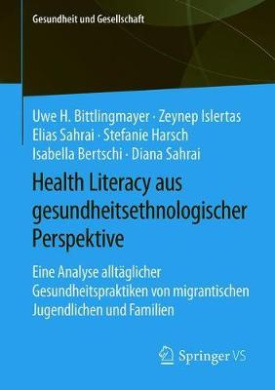 Gesundheit und Gesellschaft
Uwe H. Bittlingmayer · Zeynep Islertas
Elias Sahrai · Stefanie Harsch
Isabella Bertschi · Diana Sahrai
Health Literacy aus
gesundheitsethnologischer
Perspektive
Eine Analyse alltäglicher
Gesundheitspraktiken von migrantischen
Jugendlichen und Familien
Springer VS